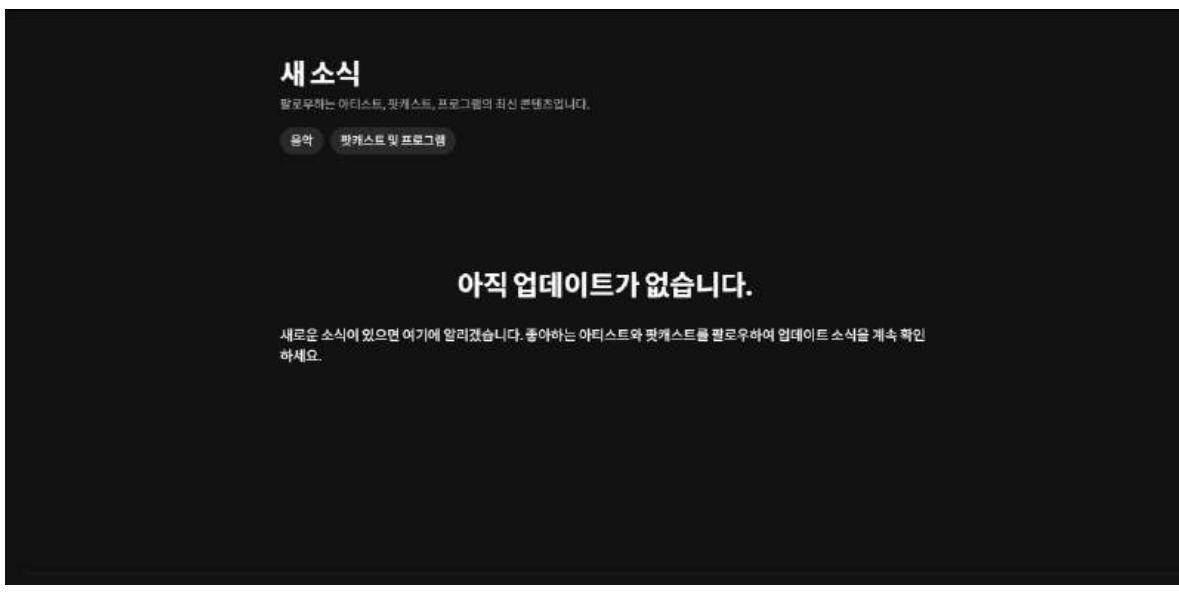 새 소식
팔로우하는 아티스트, 팟캐스트, 프로그램의 최신 콘텐츠입니다.
음악 팟캐스트 및 프로그램
아직 업데이트가 없습니다.
새로운 소식이 있으면 여기에 알리겠습니다. 좋아하는 아티스트와 팟캐스트를 팔로우하여 업데이트 소식을 계속 확인
하세요.